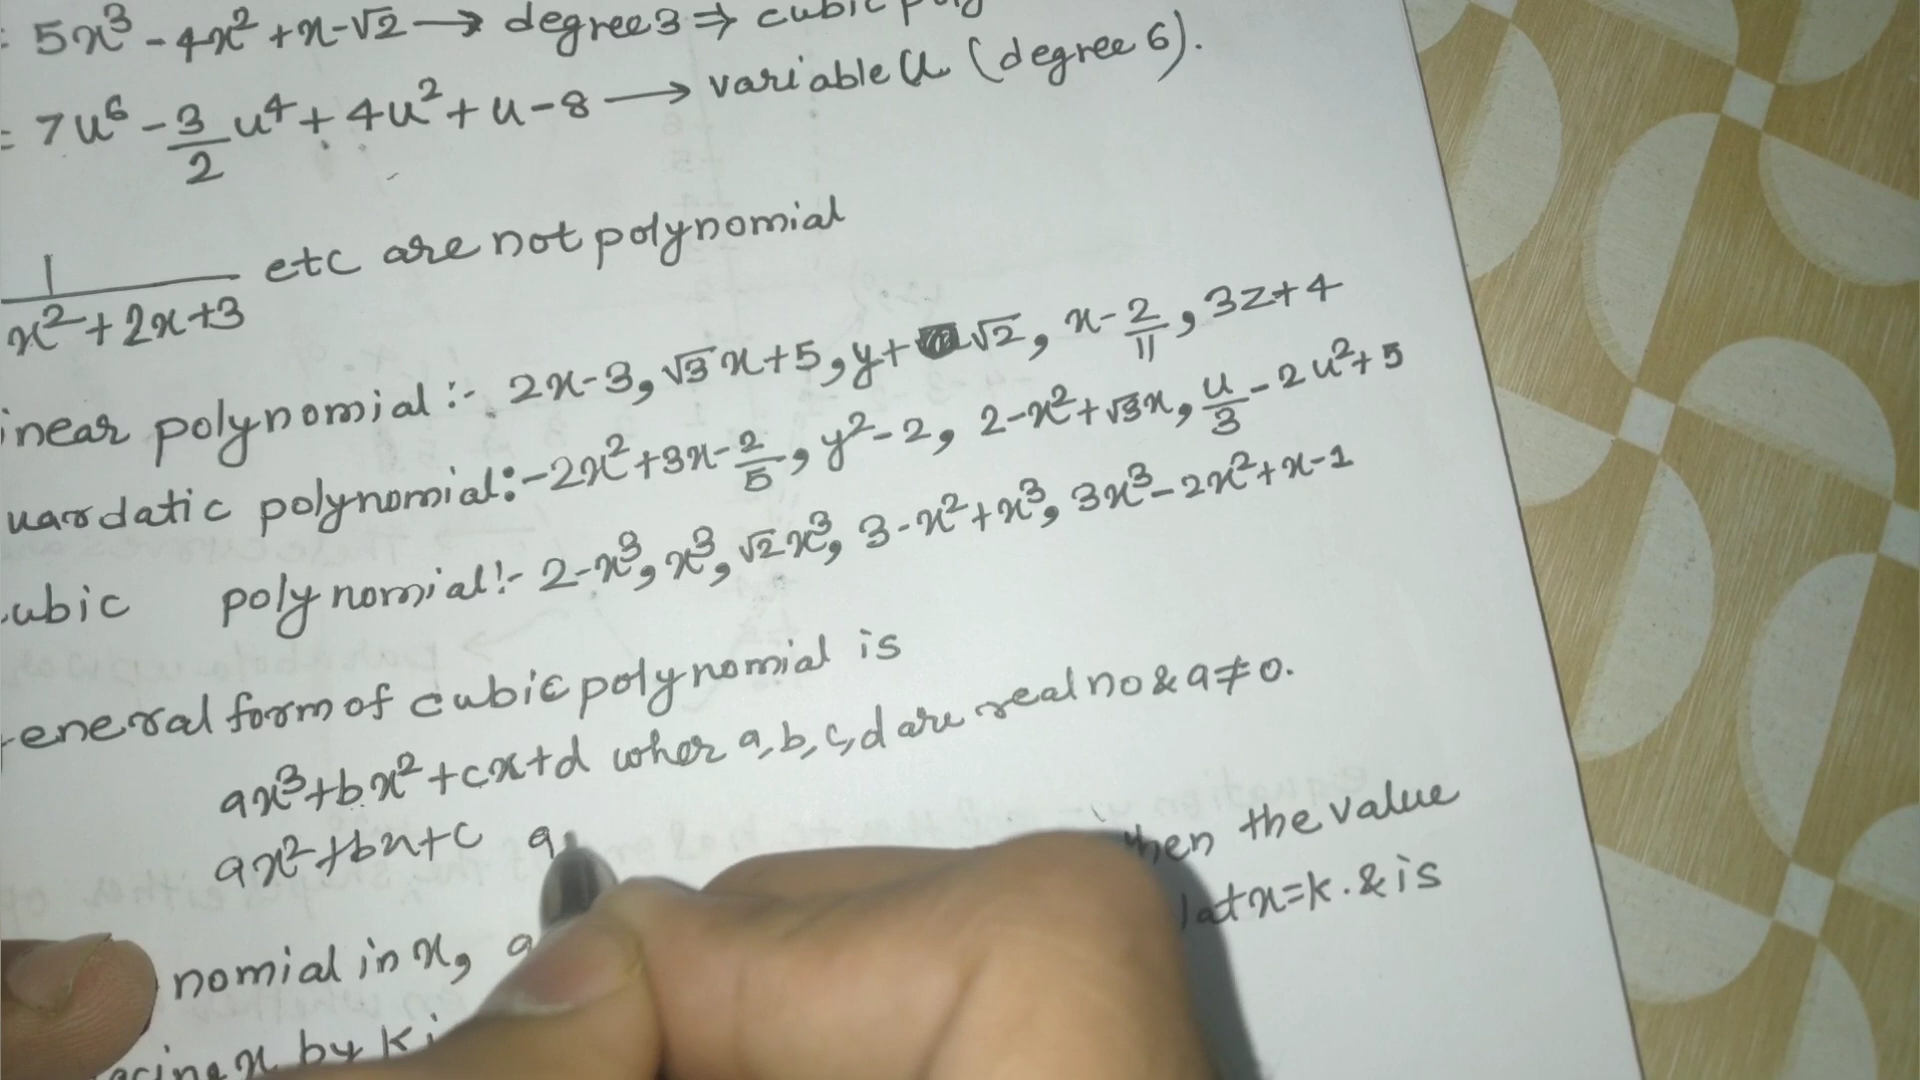 = 5x³ - 4x² + x - √2 → degree 3 ⇒ cubic
= 7u⁶ - 3/2 u⁴ + 4u² + u - 8 → variable u (degree 6).
1/(x² + 2x + 3) etc are not polynomial
inear polynomial :- 2x-3, √3x+5, y+√2, x-2/11, 3z+4
uardatic polynomial:- 2x²+3x-2/5, y²-2, 2-x²+√3x, u/3-2u²+5
ubic polynomial:- 2-x³, x³, √2x³, 3-x²+x³, 3x³-2x²+x-1
eneral form of cubic polynomial is
ax³+bx²+cx+d wher a,b,c,d are real no & a≠0.
ax²+bx+c a
nomial in x, then the value
by k at x=k. & is